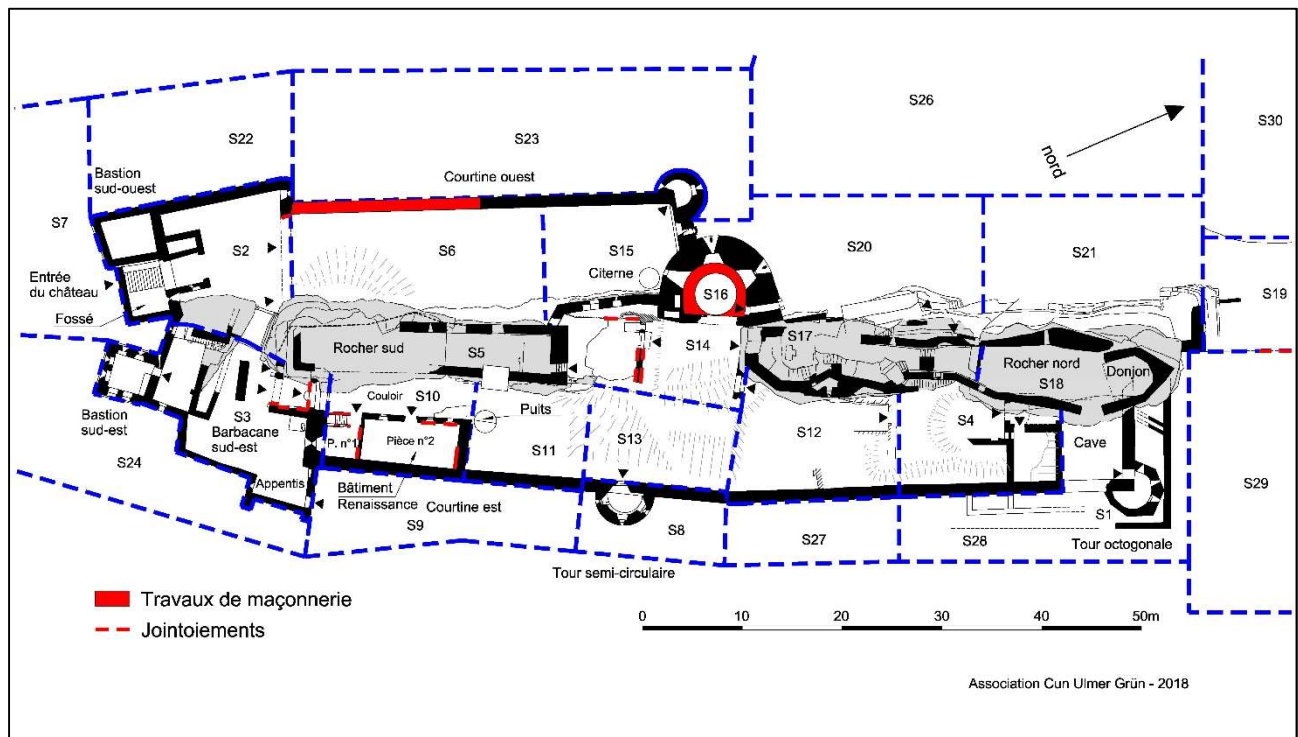 S26
S30
nord
S22
S23
Bastion
sud-ouest
Courtine ouest
S7
S2
S6
S15
S20
S21
S19
Entrée
du château
Citerne
S16
Fossé
Rocher sud
S5
S14
S17
Rocher nord
S18
Donjon
Couloir
S10
Puits
S3
Barbacane
sud-est
P. n°1
Pièce n°2
S11
S13
S12
S4
Cave
Bastion
sud-est
S24
Appentis
Bâtiment
Renaissance
Courtine est
S9
S8
S27
S28
S1
S29
Tour octogonale
Tour semi-circulaire
Travaux de maçonnerie
Jointoiements
0 10 20 30 40 50m
Association Cun Ulmer Grün - 2018